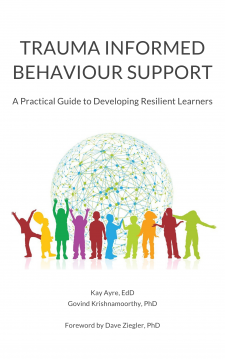 TRAUMA INFORMED
BEHAVIOUR SUPPORT
A Practical Guide to Developing Resilient Learners
Kay Ayre, EdD
Govind Krishnamoorthy, PhD
Foreword by Dave Ziegler, PhD